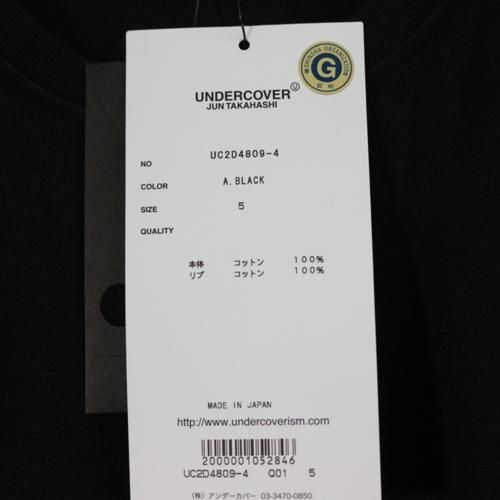 SHINSHA ORGANIZATION
G
UNDERCOVER Ⓤ
JUN TAKAHASHI
NO UC2D4809-4
COLOR A.BLACK
SIZE 5
QUALITY
本体 コットン 100%
リブ コットン 100%
MADE IN JAPAN
http://www.undercoverism.com
2000001052846
UC2D4809-4 Q01 5
(株) アンダーカバー 03-3470-0850